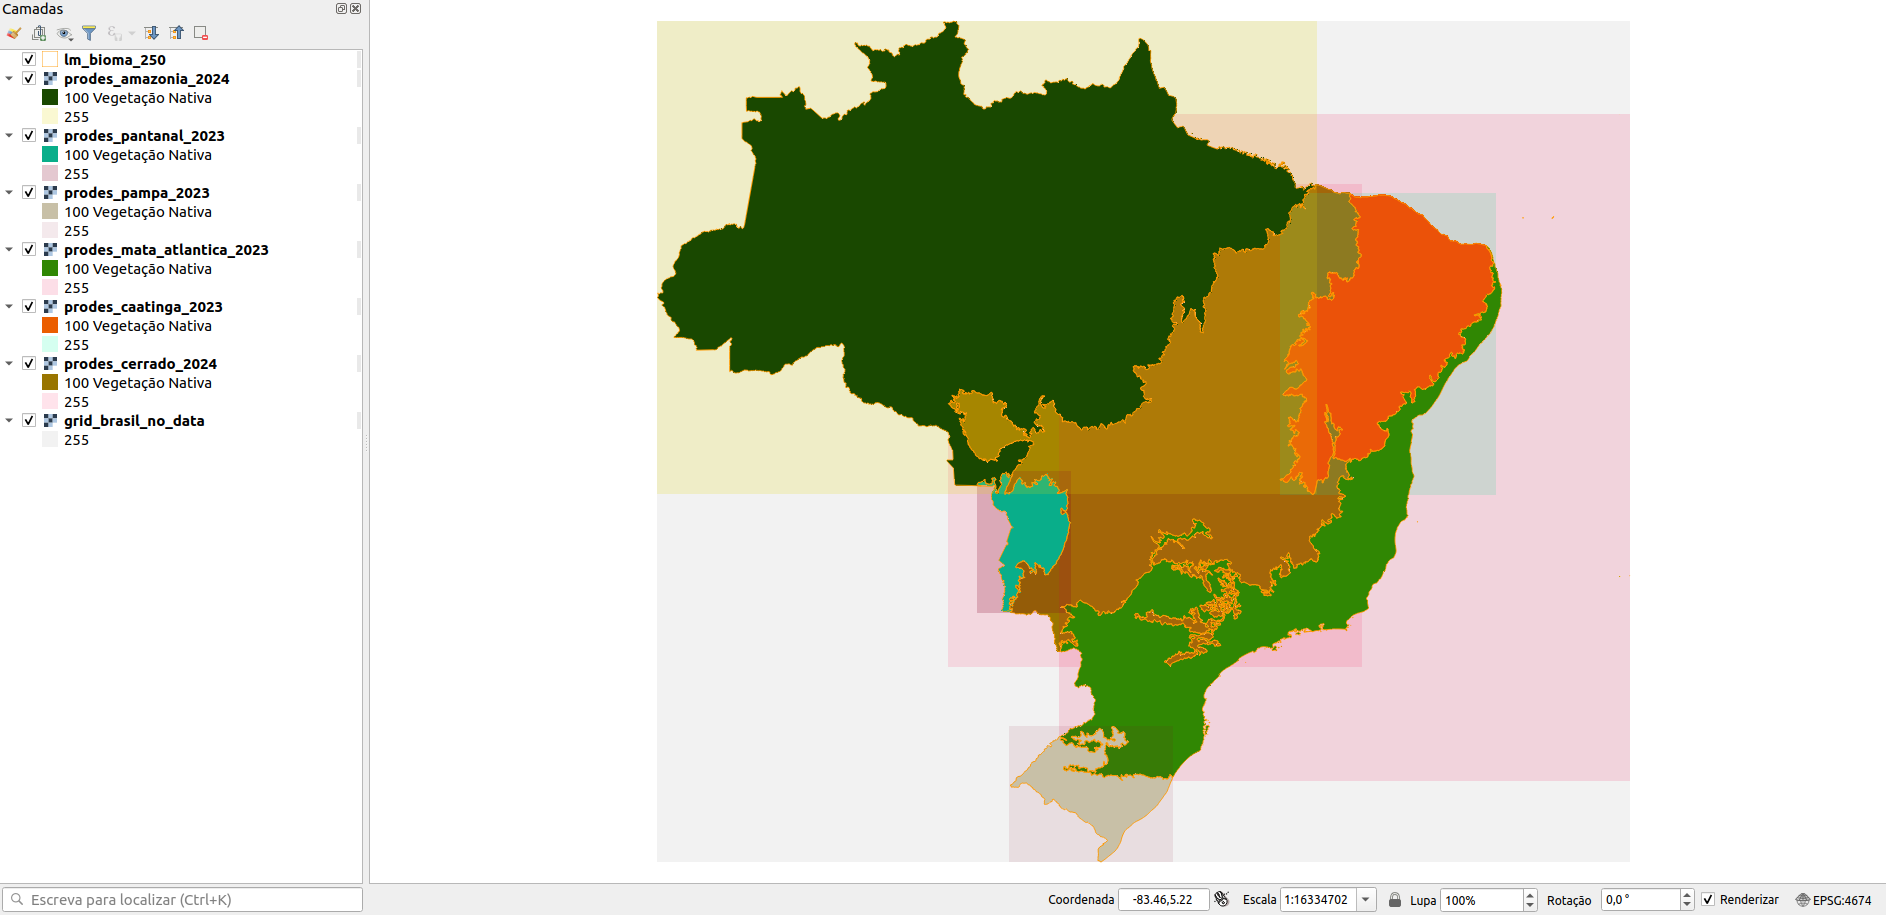 Camadas
lm_bioma_250
prodes_amazonia_2024
100 Vegetação Nativa
255
prodes_pantanal_2023
100 Vegetação Nativa
255
prodes_pampa_2023
100 Vegetação Nativa
255
prodes_mata_atlantica_2023
100 Vegetação Nativa
255
prodes_caatinga_2023
100 Vegetação Nativa
255
prodes_cerrado_2024
100 Vegetação Nativa
255
grid_brasil_no_data
255
Escreva para localizar (Ctrl+K)
Coordenada -83.46,5.22 Escala 1:16334702 Lupa 100% Rotação 0,0 ° Renderizar EPSG:4674